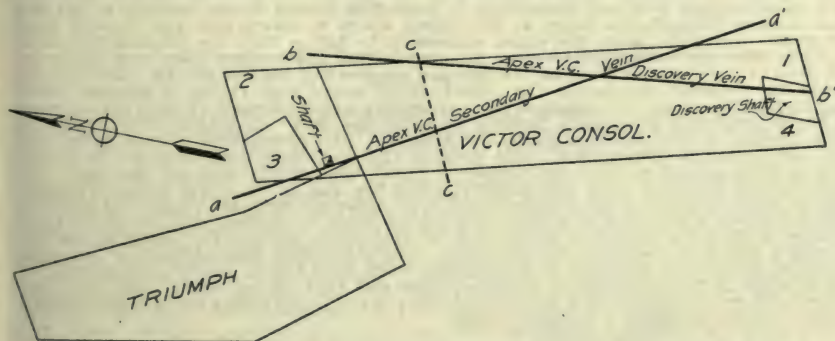 a'
b
c
2
Apex V.C. Vein
1
Discovery Vein
b'
Discovery Shaft
4
Shaft
Apex V.C. Secondary
VICTOR CONSOL.
3
a
c
N
TRIUMPH